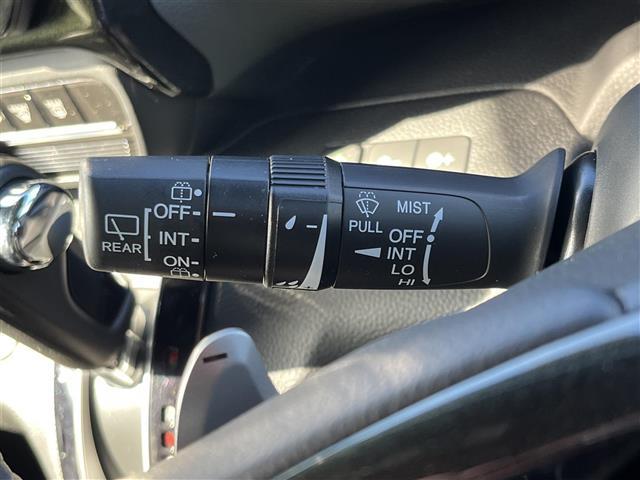 OFF
INT
ON
REAR
PULL
MIST
OFF
INT
LO
HI